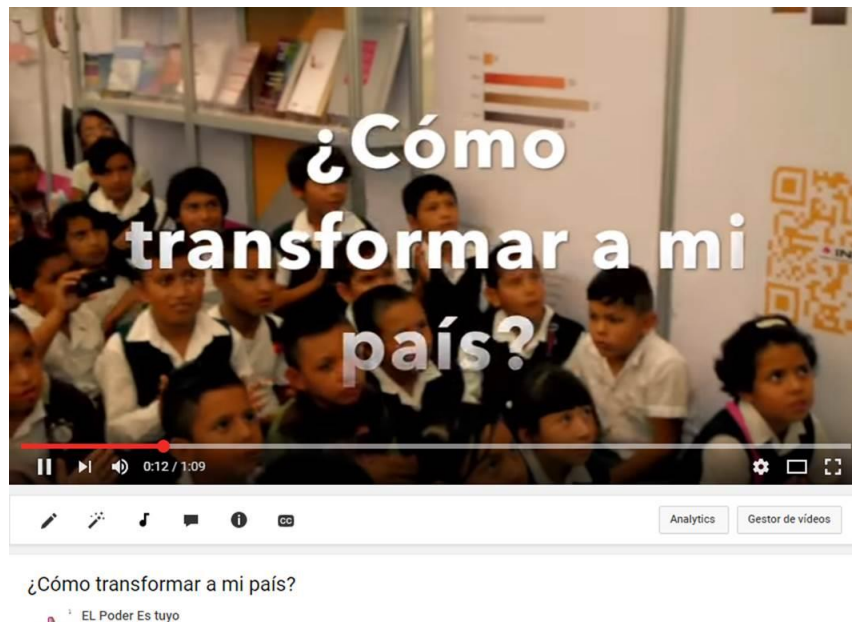 ¿Cómo
transformar a mi
país?
0:12 / 1:09
CC
Analytics
Gestor de vídeos
¿Cómo transformar a mi país?
EL Poder Es tuyo